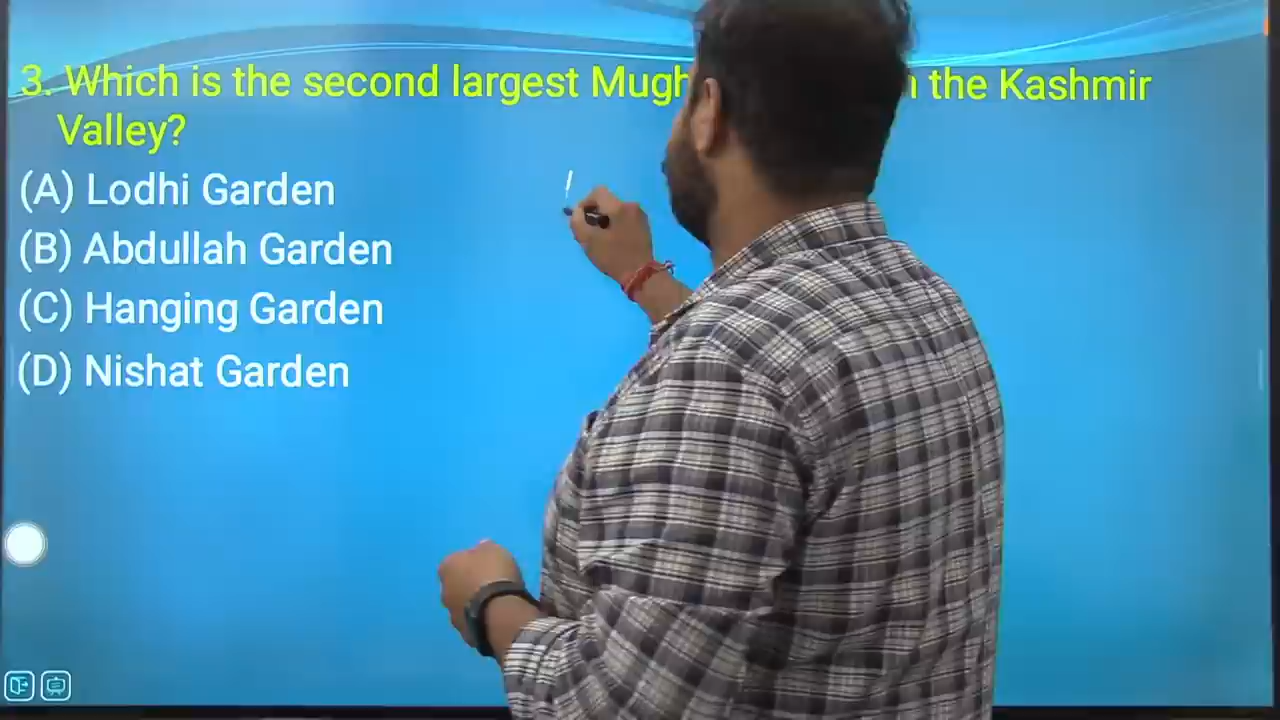 3. Which is the second largest Mugh the Kashmir
Valley?
(A) Lodhi Garden
(B) Abdullah Garden
(C) Hanging Garden
(D) Nishat Garden